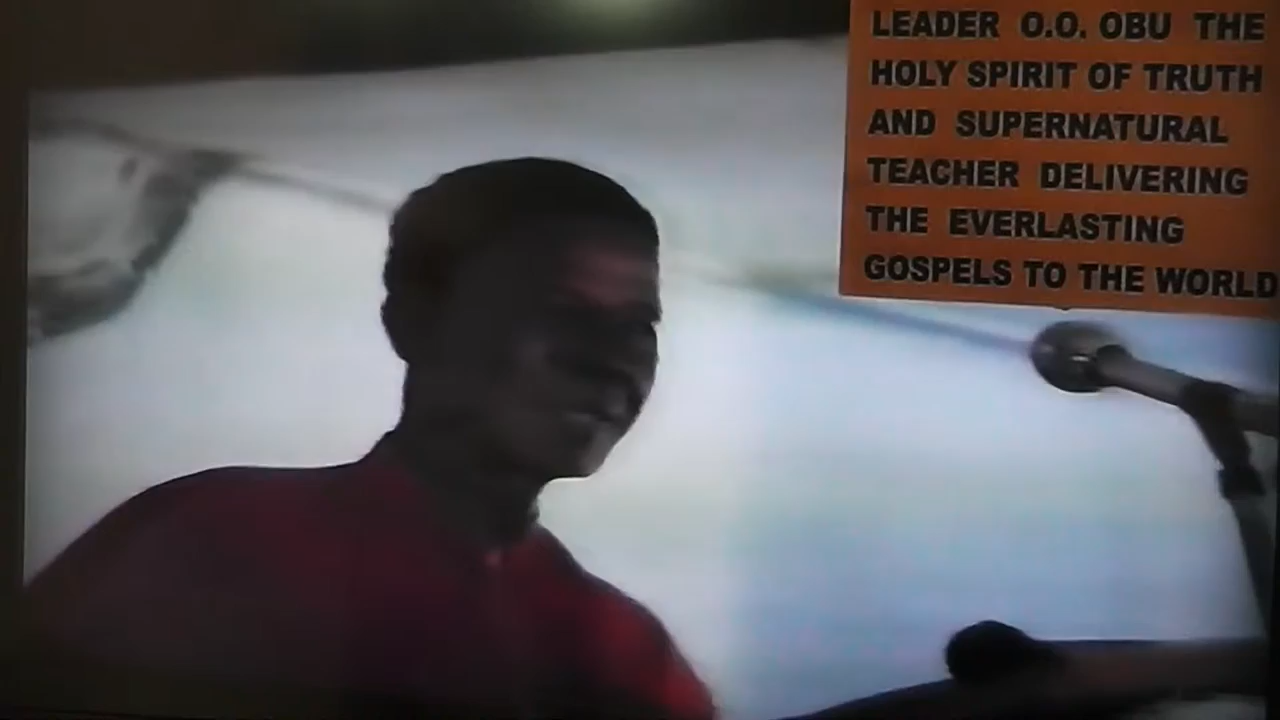 LEADER O.O. OBU THE
HOLY SPIRIT OF TRUTH
AND SUPERNATURAL
TEACHER DELIVERING
THE EVERLASTING
GOSPELS TO THE WORLD